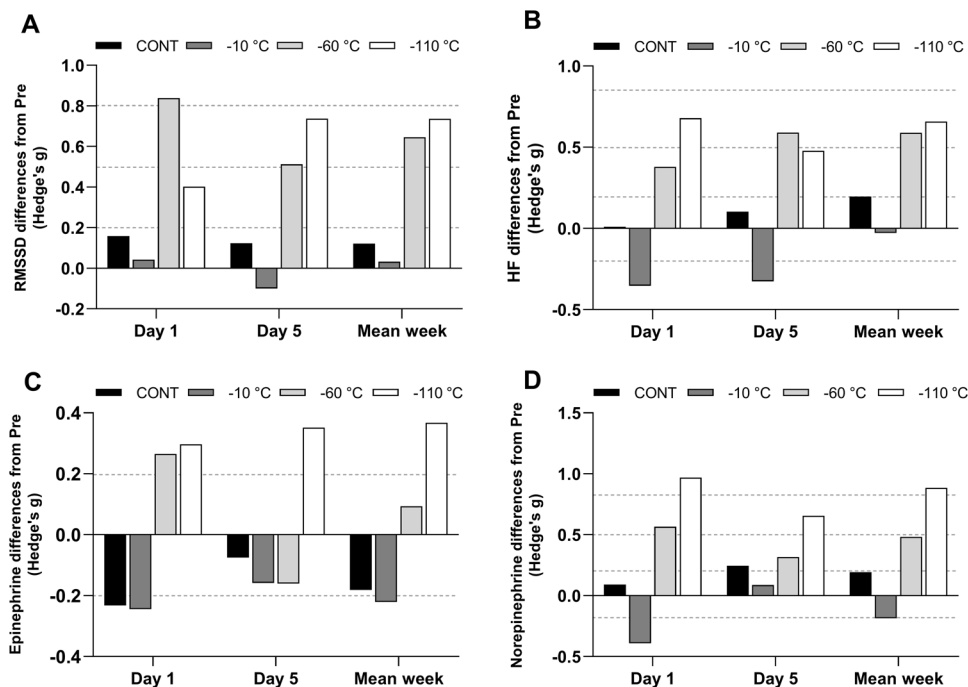 A
CONT -10 °C -60 °C -110 °C
RMSSD differences from Pre
(Hedge's g)
1.0
0.8
0.6
0.4
0.2
0.0
-0.2
Day 1 Day 5 Mean week
B
CONT -10 °C -60 °C -110 °C
HF differences from Pre
(Hedge's g)
1.0
0.5
0.0
-0.5
Day 1 Day 5 Mean week
C
CONT -10 °C -60 °C -110 °C
Epinephrine differences from Pre
(Hedge's g)
0.4
0.2
0.0
-0.2
-0.4
Day 1 Day 5 Mean week
D
CONT -10 °C -60 °C -110 °C
Norepinephrine differences from Pre
(Hedge's g)
1.5
1.0
0.5
0.0
-0.5
Day 1 Day 5 Mean week